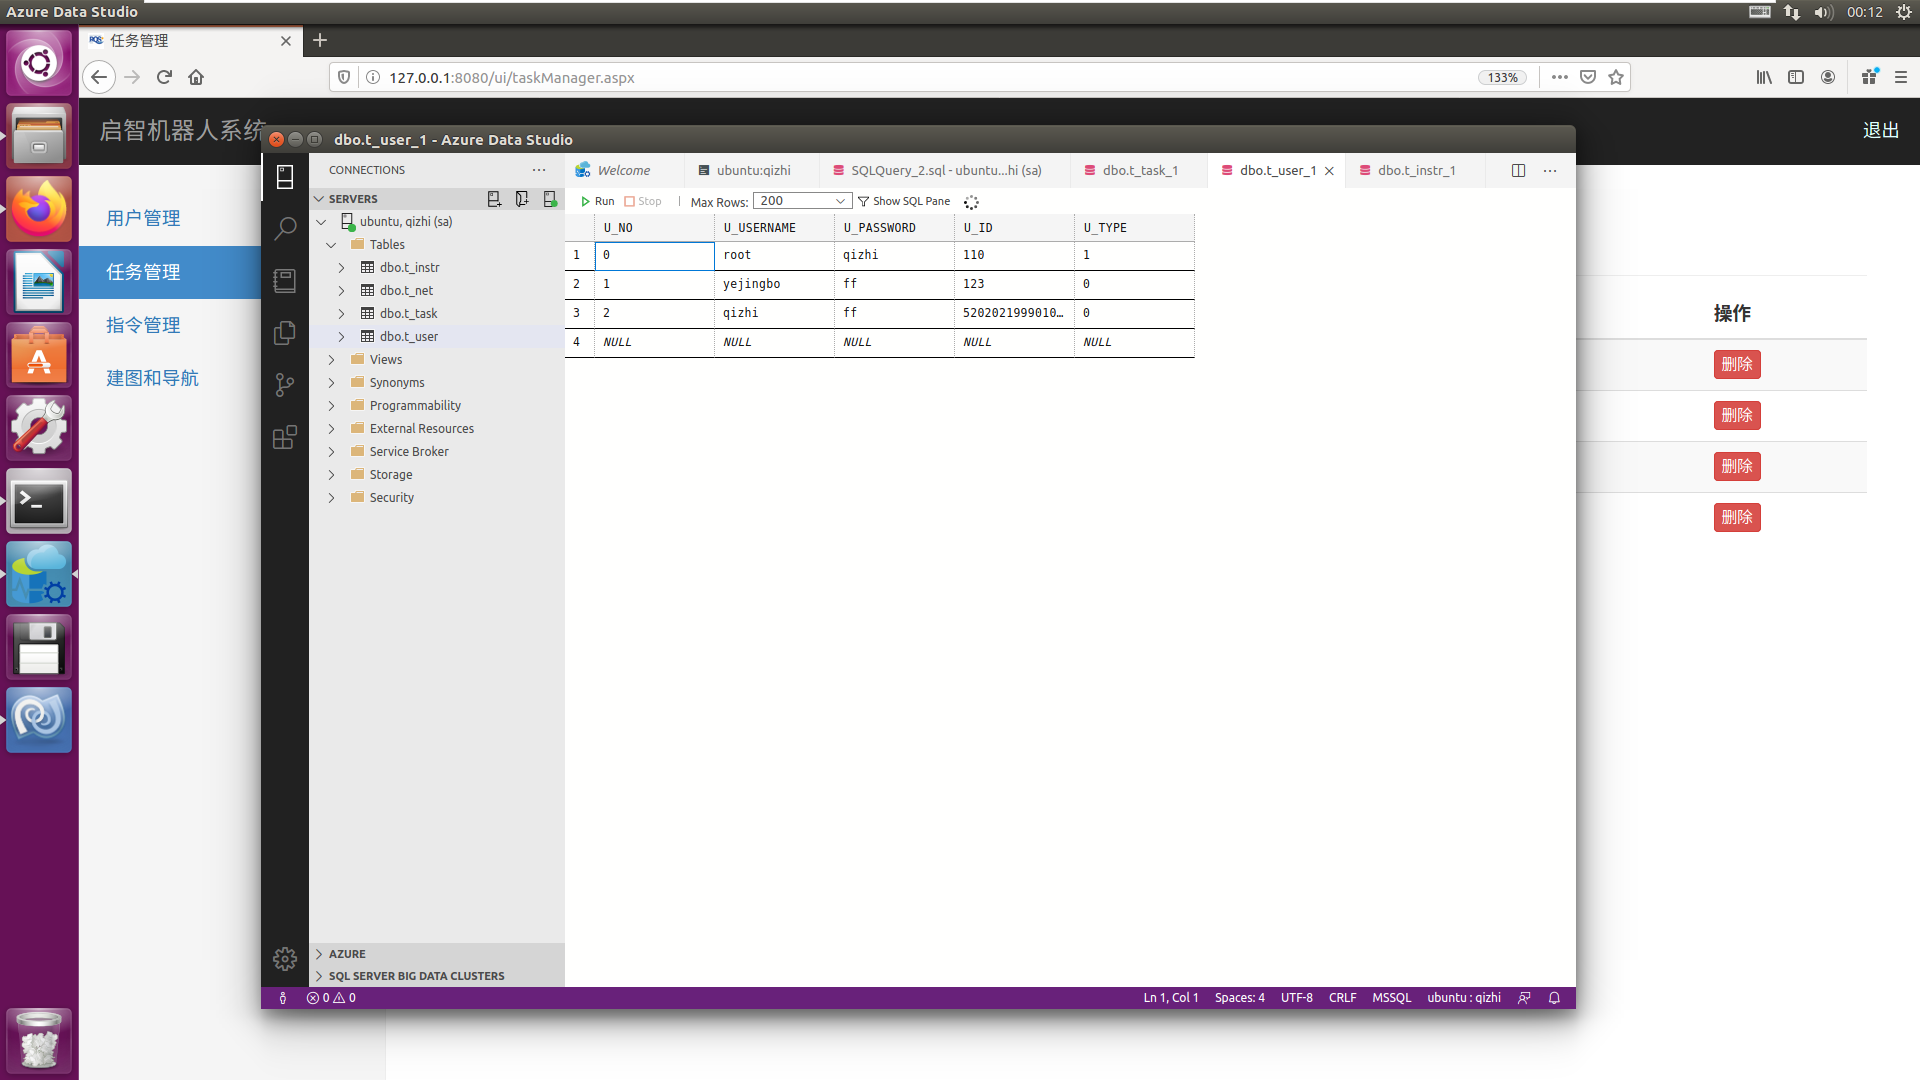 Azure Data Studio
00:12
任务管理
127.0.0.1:8080/ui/taskManager.aspx
133%
启智机器人系统
退出
用户管理
任务管理
指令管理
建图和导航
操作
删除
删除
删除
删除
dbo.t_user_1 - Azure Data Studio
CONNECTIONS
SERVERS
ubuntu, qizhi (sa)
Tables
dbo.t_instr
dbo.t_net
dbo.t_task
dbo.t_user
Views
Synonyms
Programmability
External Resources
Service Broker
Storage
Security
AZURE
SQL SERVER BIG DATA CLUSTERS
Welcome
ubuntu:qizhi
SQLQuery_2.sql - ubuntu...hi (sa)
dbo.t_task_1
dbo.t_user_1
dbo.t_instr_1
Run
Stop
Max Rows:
200
Show SQL Pane
U_NO U_USERNAME U_PASSWORD U_ID U_TYPE
1 0 root qizhi 110 1
2 1 yejingbo ff 123 0
3 2 qizhi ff 5202021999010... 0
4 NULL NULL NULL NULL NULL
0 0
Ln 1, Col 1
Spaces: 4
UTF-8
CRLF
MSSQL
ubuntu : qizhi